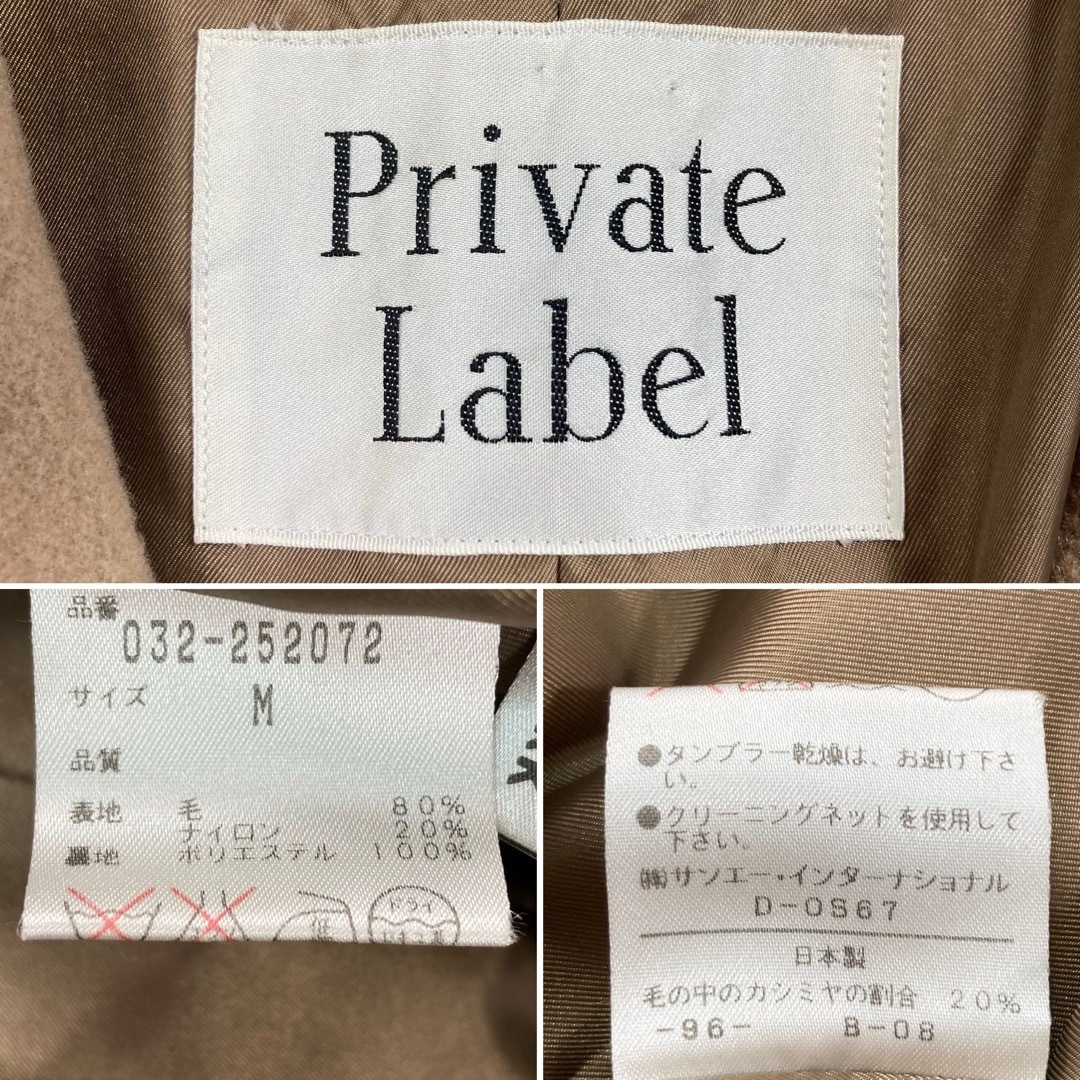 Private
Label
品番
032-252072
サイズ M
品質
表地 毛 80%
ナイロン 20%
裏地 ポリエステル 100%
ドライ
●タンブラー乾燥は、お避け下さ
い。
●クリーニングネットを使用して
下さい。
㈱サンエー・インターナショナル
D-0S67
日本製
毛の中のカシミヤの割合 20%
-96- B-08